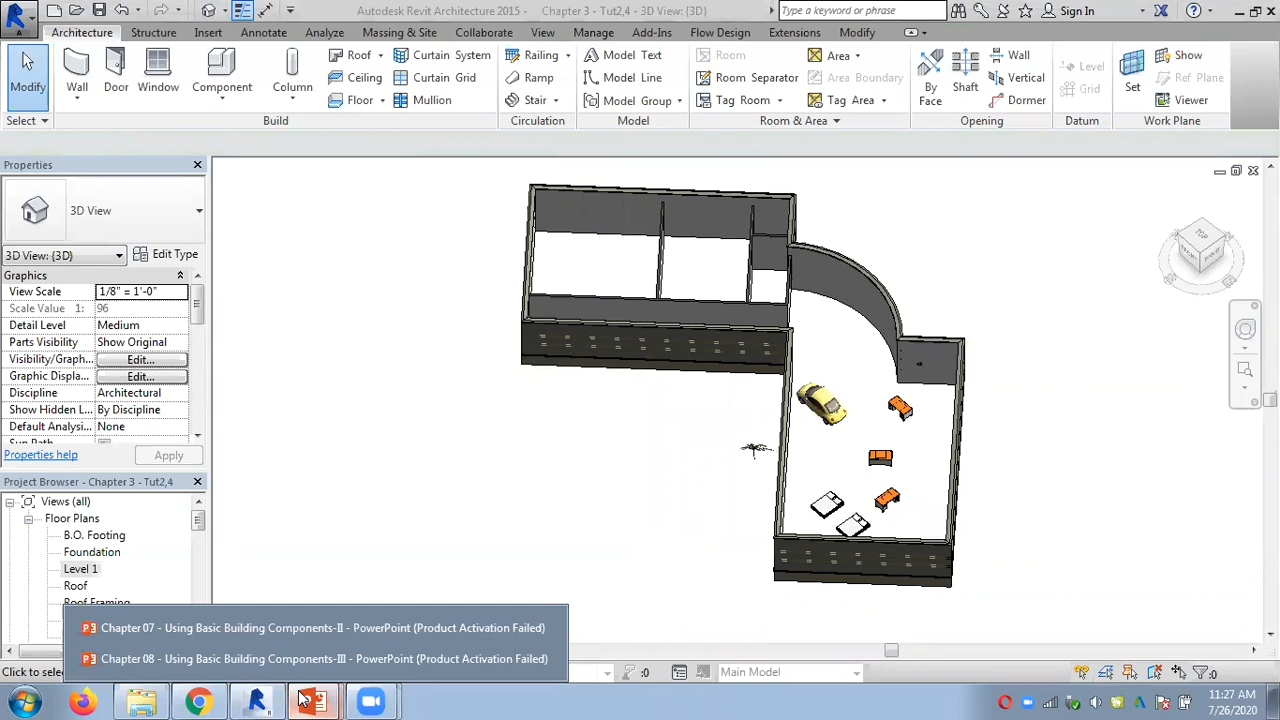 Autodesk Revit Architecture 2015 - Chapter 3 - Tut2,4 - 3D View: {3D}
Type a keyword or phrase
Sign In
Architecture Structure Insert Annotate Analyze Massing & Site Collaborate View Manage Add-Ins Flow Design Extensions Modify
Modify
Select
Wall
Door
Window
Component
Column
Roof
Ceiling
Floor
Curtain System
Curtain Grid
Mullion
Build
Railing
Ramp
Stair
Circulation
Model Text
Model Line
Model Group
Model
Room
Room Separator
Tag Room
Area
Area Boundary
Tag Area
Room & Area
By
Face
Shaft
Wall
Vertical
Dormer
Opening
Level
Grid
Datum
Set
Show
Ref Plane
Viewer
Work Plane
Properties
3D View
3D View: {3D}
Edit Type
Graphics
View Scale 1/8" = 1'-0"
Scale Value 1: 96
Detail Level Medium
Parts Visibility Show Original
Visibility/Graph... Edit...
Graphic Displa... Edit...
Discipline Architectural
Show Hidden L... By Discipline
Default Analysi... None
Sun Path
Properties help
Apply
Project Browser - Chapter 3 - Tut2,4
Views (all)
Floor Plans
B.O. Footing
Foundation
Level 1
Roof
Roof Framing
TOP
Chapter 07 - Using Basic Building Components-II - PowerPoint (Product Activation Failed)
Chapter 08 - Using Basic Building Components-III - PowerPoint (Product Activation Failed)
Click to selec
:0
Main Model
:0
11:27 AM
7/26/2020